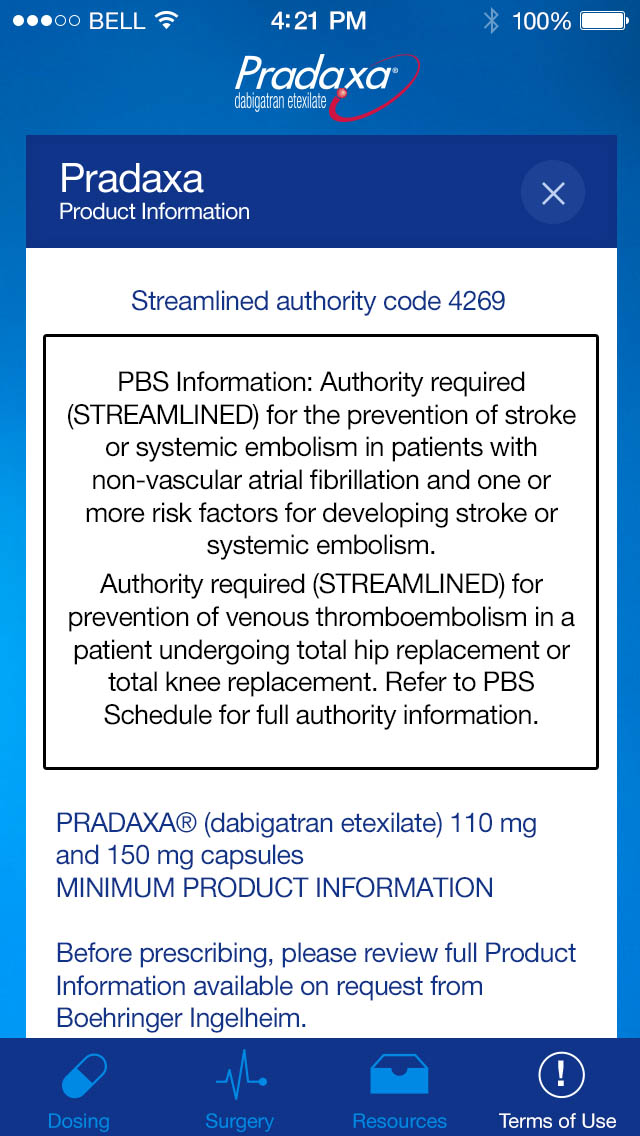 BELL 4:21 PM 100%
Pradaxa®
dabigatran etexilate
Pradaxa
Product Information
Streamlined authority code 4269
PBS Information: Authority required
(STREAMLINED) for the prevention of stroke
or systemic embolism in patients with
non-vascular atrial fibrillation and one or
more risk factors for developing stroke or
systemic embolism.
Authority required (STREAMLINED) for
prevention of venous thromboembolism in a
patient undergoing total hip replacement or
total knee replacement. Refer to PBS
Schedule for full authority information.
PRADAXA® (dabigatran etexilate) 110 mg
and 150 mg capsules
MINIMUM PRODUCT INFORMATION
Before prescribing, please review full Product
Information available on request from
Boehringer Ingelheim.
Dosing Surgery Resources Terms of Use